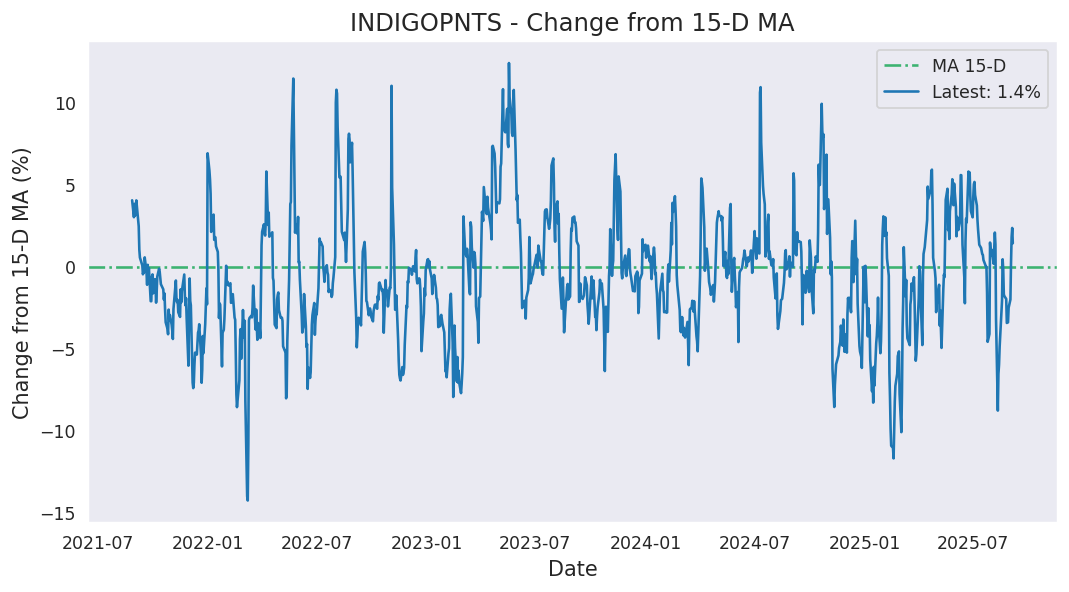 INDIGOPNTS - Change from 15-D MA
MA 15-D
Latest: 1.4%
Change from 15-D MA (%)
10
5
0
−5
−10
−15
2021-07 2022-01 2022-07 2023-01 2023-07 2024-01 2024-07 2025-01 2025-07
Date